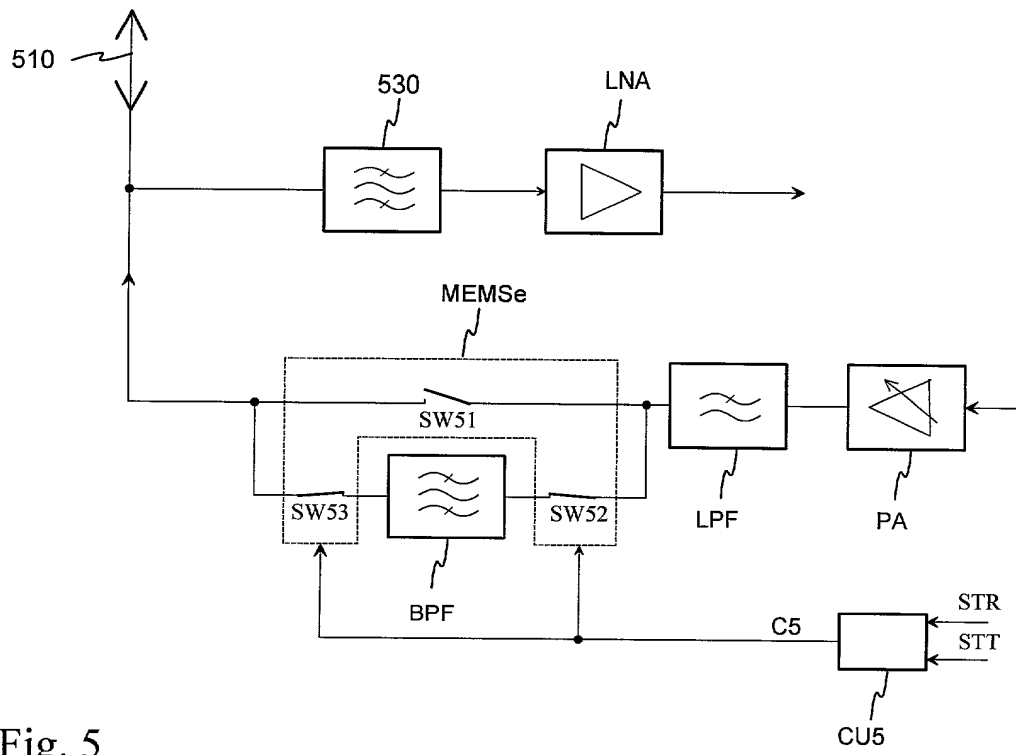 510
530
LNA
MEMSe
SW51
SW53
SW52
BPF
LPF
PA
C5
STR
STT
CU5
Fig. 5